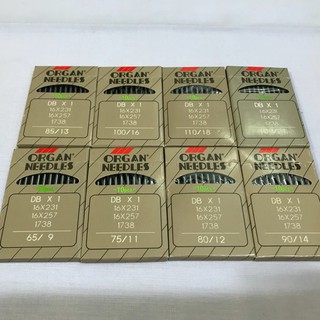 ORGAN
NEEDLES
DB X 1
16X231
16X257
1738
85/13
ORGAN
NEEDLES
DB X 1
16X231
16X257
1738
100/16
ORGAN
NEEDLES
DB X 1
16X231
16X257
1738
110/18
ORGAN
NEEDLES
DB X 1
16X231
16X257
ORGAN
NEEDLES
DB X 1
16X231
16X257
1738
65/ 9
ORGAN
NEEDLES
DB X 1
16X231
16X257
1738
75/11
ORGAN
NEEDLES
DB X 1
16X231
16X257
1738
80/12
ORGAN
NEEDLES
DB X 1
16X231
16X257
1738
90/14